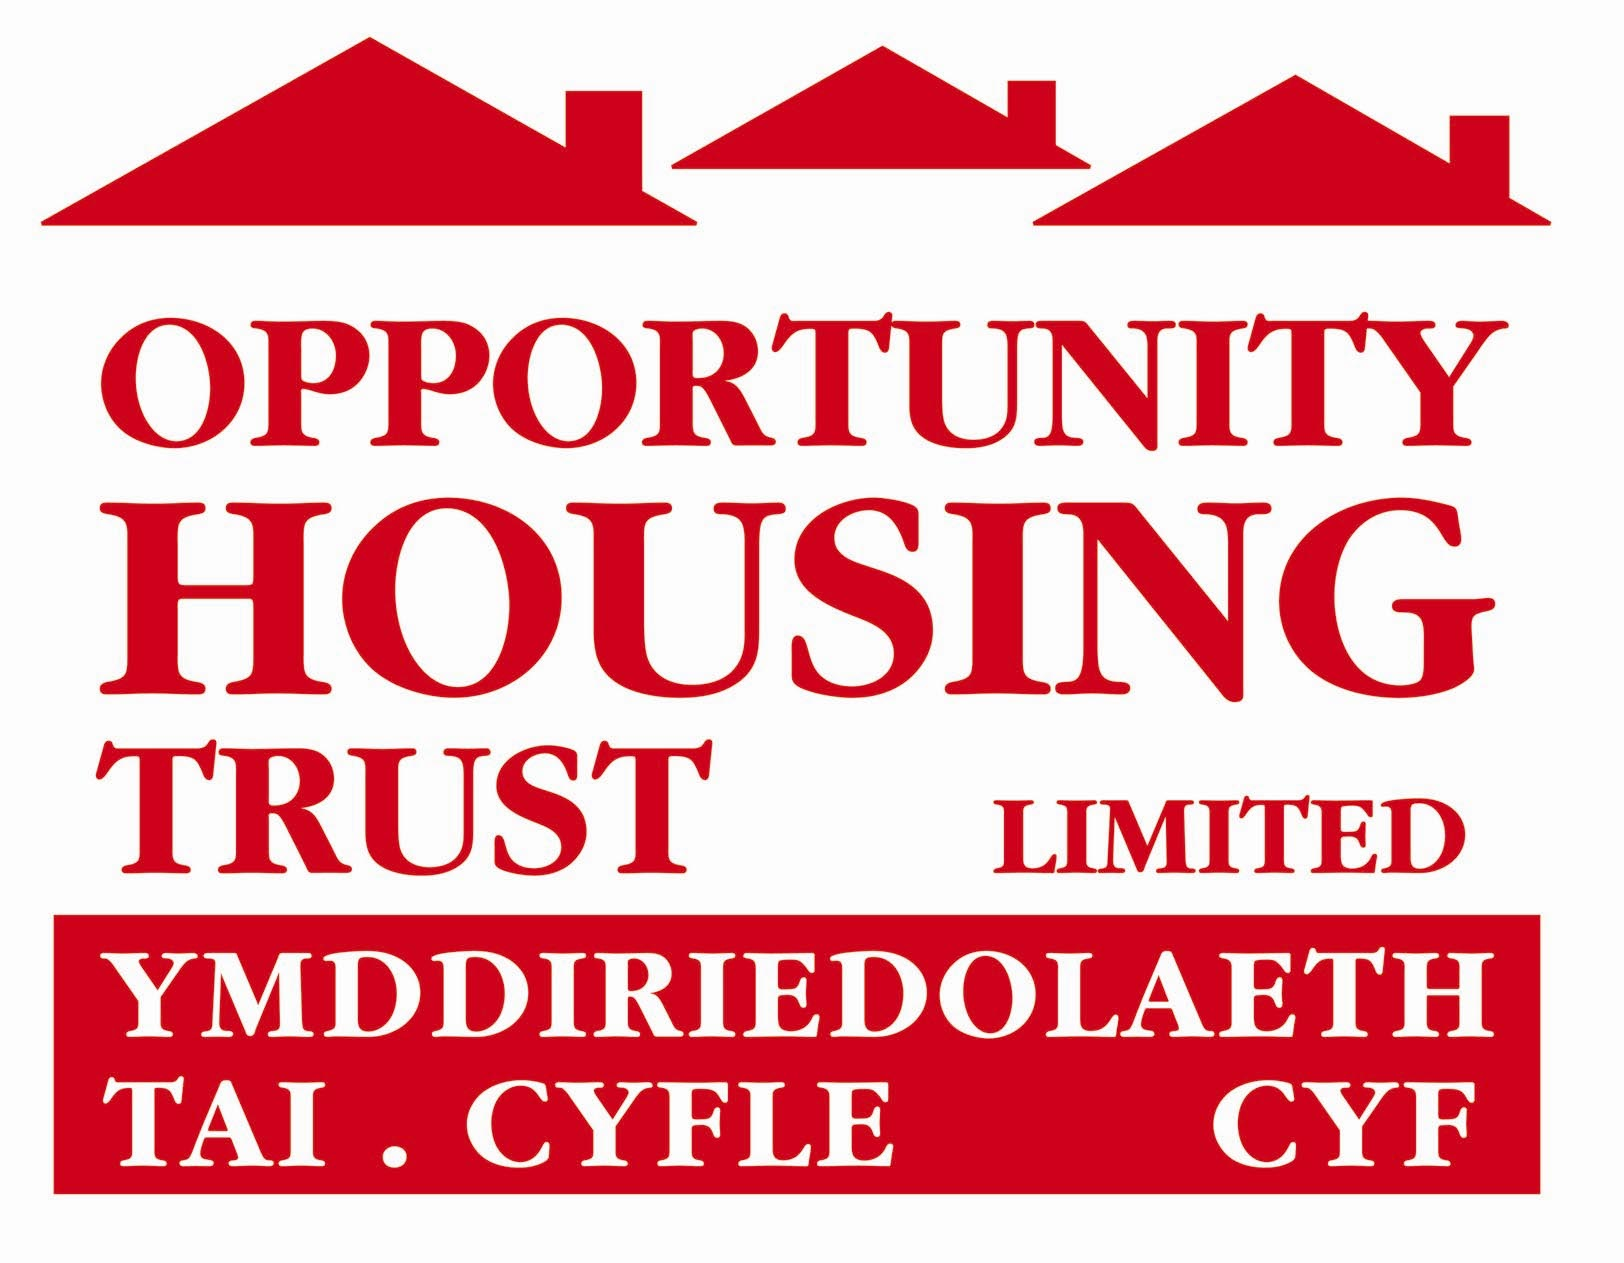 OPPORTUNITY
HOUSING
TRUST LIMITED
YMDDIRIEDOLAETH
TAI . CYFLE CYF